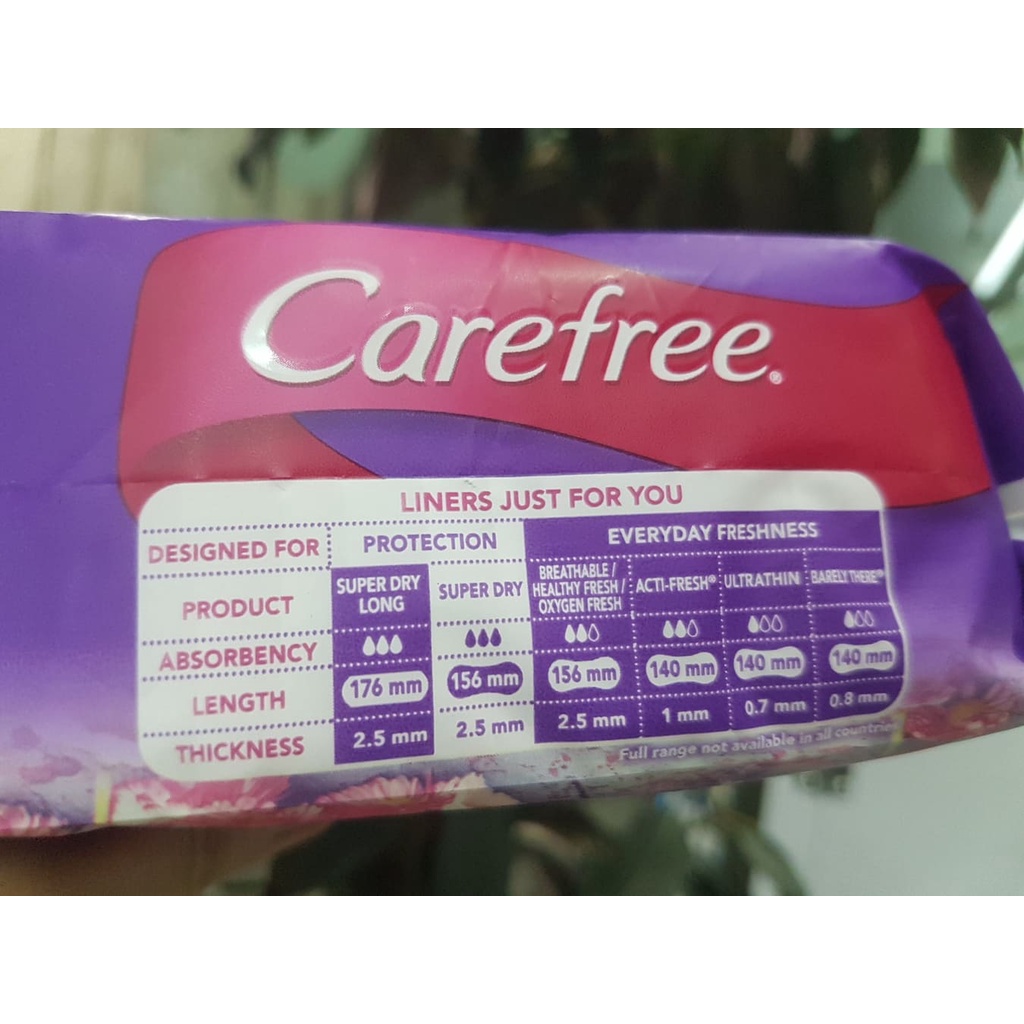 Carefree®
LINERS JUST FOR YOU
DESIGNED FOR PROTECTION EVERYDAY FRESHNESS
PRODUCT SUPER DRY LONG SUPER DRY BREATHABLE / HEALTHY FRESH / OXYGEN FRESH ACTI-FRESH® ULTRATHIN BARELY THERE®
ABSORBENCY
LENGTH 176 mm 156 mm 156 mm 140 mm 140 mm 140 mm
THICKNESS 2.5 mm 2.5 mm 2.5 mm 1 mm 0.7 mm 0.8 mm
Full range not available in all countrie